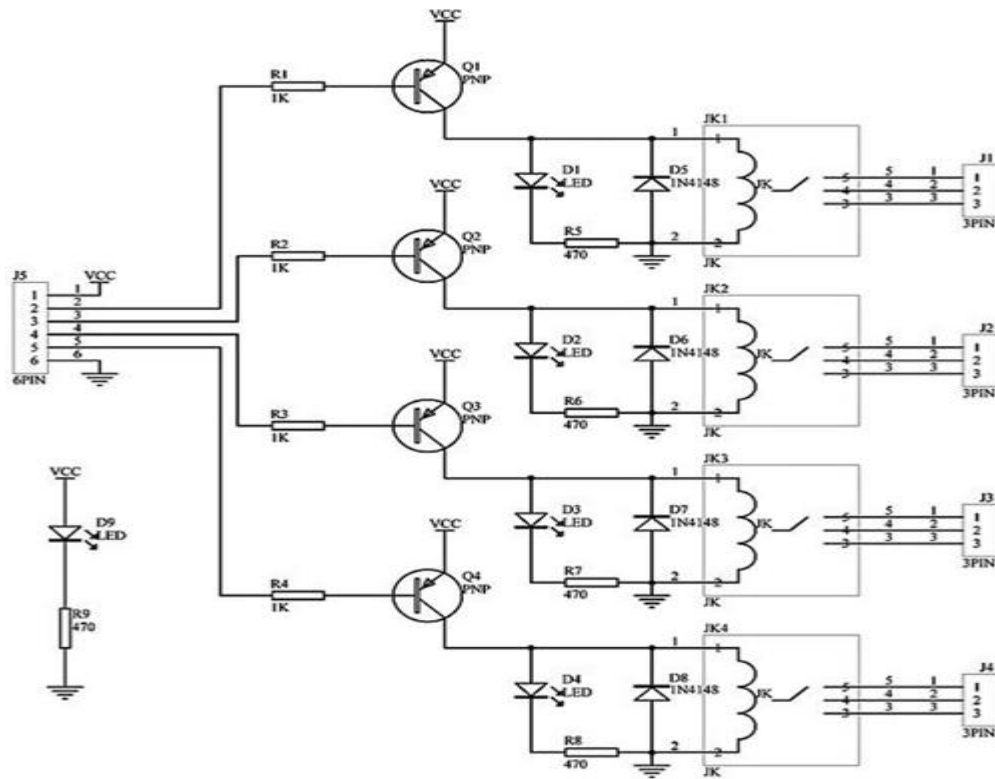 VCC
Q1
PNP
R1
1K
1 JK1 1
D1
LED
D5
1N4148
JK
5 5 1
4 4 2
3 3 3
J1
1
2
3
3PIN
R5
470
2 2
JK
VCC
Q2
PNP
R2
1K
1 JK2 1
D2
LED
D6
1N4148
JK
5 5 1
4 4 2
3 3 3
J2
1
2
3
3PIN
R6
470
2 2
JK
J5
VCC
1 1
2 2
3 3
4 4
5 5
6 6
6PIN
VCC
Q3
PNP
R3
1K
1 JK3 1
D3
LED
D7
1N4148
JK
5 5 1
4 4 2
3 3 3
J3
1
2
3
3PIN
R7
470
2 2
JK
VCC
D9
LED
R9
470
VCC
Q4
PNP
R4
1K
1 JK4 1
D4
LED
D8
1N4148
JK
5 5 1
4 4 2
3 3 3
J4
1
2
3
3PIN
R8
470
2 2
JK